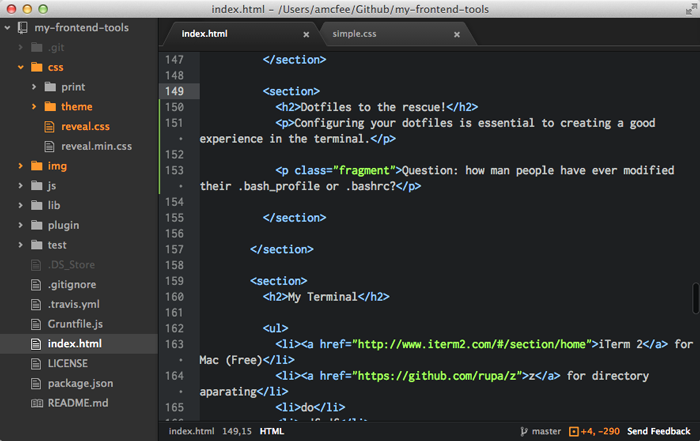 index.html - /Users/amcfee/Github/my-frontend-tools
my-frontend-tools
.git
css
print
theme
reveal.css
reveal.min.css
img
js
lib
plugin
test
.DS_Store
.gitignore
.travis.yml
Gruntfile.js
index.html
LICENSE
package.json
README.md
index.html
simple.css
147 </section>
148
149 <section>
150 <h2>Dotfiles to the rescue!</h2>
151 <p>Configuring your dotfiles is essential to creating a good
experience in the terminal.</p>
152
153 <p class="fragment">Question: how man people have ever modified
their .bash_profile or .bashrc?</p>
154
155 </section>
156
157 </section>
158
159 <section>
160 <h2>My Terminal</h2>
161
162 <ul>
163 <li><a href="http://www.iterm2.com/#/section/home">iTerm 2</a> for
Mac (Free)</li>
164 <li><a href="https://github.com/rupa/z">z</a> for directory
aparating</li>
165 <li>do</li>
166
index.html 149,15 HTML
master +4, -290 Send Feedback